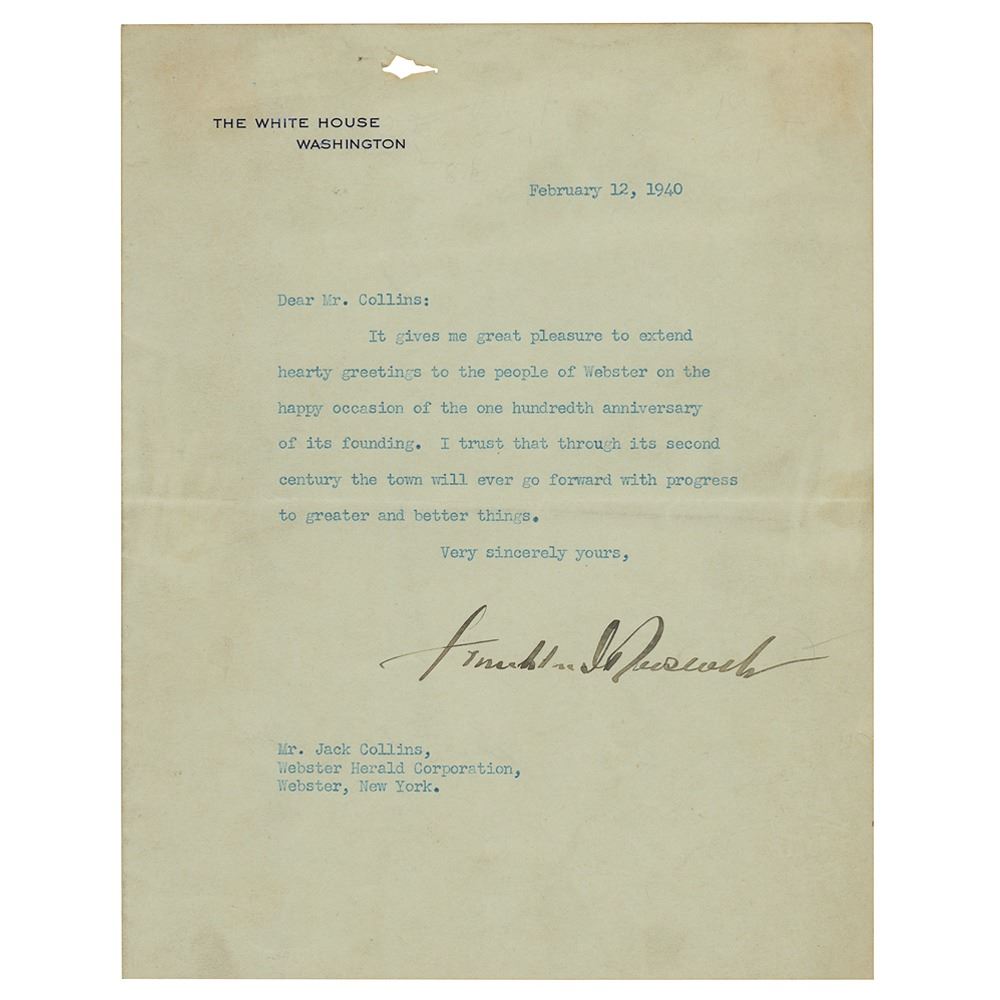 THE WHITE HOUSE
WASHINGTON
February 12, 1940
Dear Mr. Collins:
It gives me great pleasure to extend
hearty greetings to the people of Webster on the
happy occasion of the one hundredth anniversary
of its founding. I trust that through its second
century the town will ever go forward with progress
to greater and better things.
Very sincerely yours,
Franklin D Roosevelt
Mr. Jack Collins,
Webster Herald Corporation,
Webster, New York.